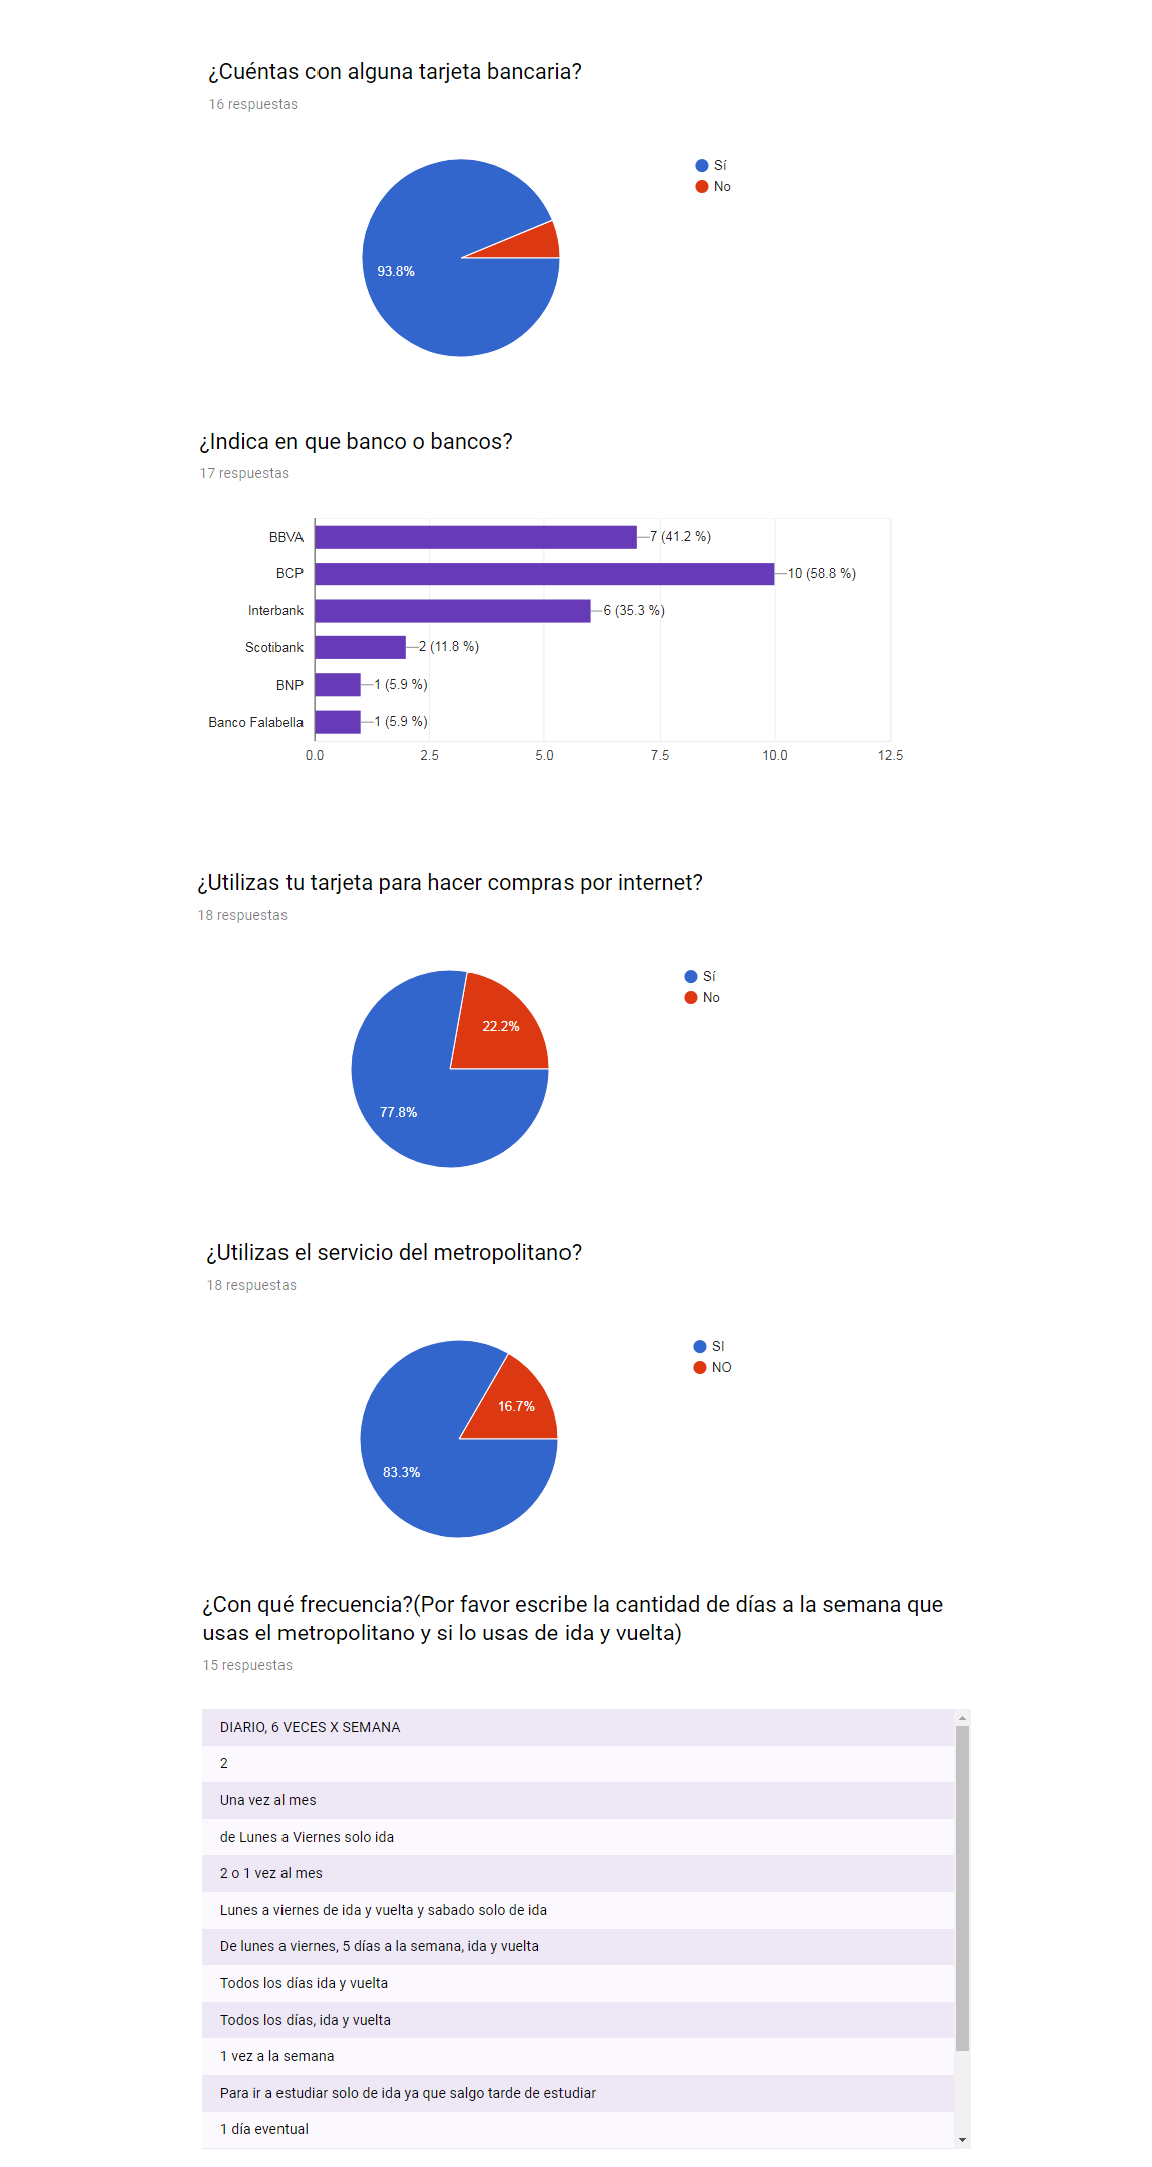 ¿Cuéntas con alguna tarjeta bancaria?
16 respuestas
Sí
No
93.8%
¿Indica en que banco o bancos?
17 respuestas
BBVA 7 (41.2 %)
BCP 10 (58.8 %)
Interbank 6 (35.3 %)
Scotibank 2 (11.8 %)
BNP 1 (5.9 %)
Banco Falabella 1 (5.9 %)
0.0 2.5 5.0 7.5 10.0 12.5
¿Utilizas tu tarjeta para hacer compras por internet?
18 respuestas
Sí
No
22.2%
77.8%
¿Utilizas el servicio del metropolitano?
18 respuestas
SI
NO
16.7%
83.3%
¿Con qué frecuencia?(Por favor escribe la cantidad de días a la semana que
usas el metropolitano y si lo usas de ida y vuelta)
15 respuestas
DIARIO, 6 VECES X SEMANA
2
Una vez al mes
de Lunes a Viernes solo ida
2 o 1 vez al mes
Lunes a viernes de ida y vuelta y sabado solo de ida
De lunes a viernes, 5 días a la semana, ida y vuelta
Todos los días ida y vuelta
Todos los días, ida y vuelta
1 vez a la semana
Para ir a estudiar solo de ida ya que salgo tarde de estudiar
1 día eventual